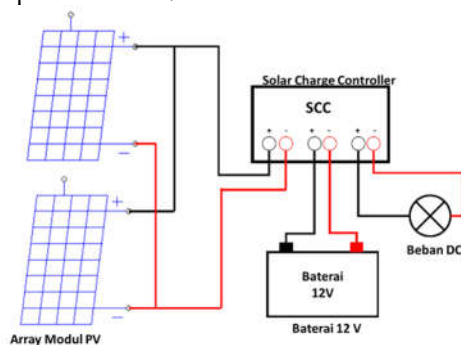 Solar Charge Controller
SCC
+ - + - + -
+
−
+
−
Beban DC
Baterai
12V
Baterai 12 V
Array Modul PV